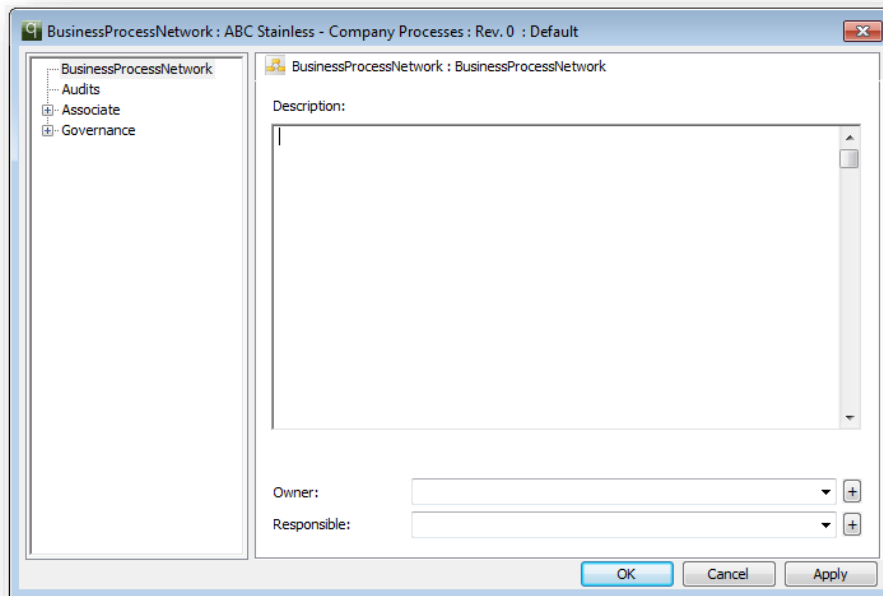 BusinessProcessNetwork : ABC Stainless - Company Processes : Rev. 0 : Default
BusinessProcessNetwork
Audits
Associate
Governance
BusinessProcessNetwork : BusinessProcessNetwork
Description:
Owner:
Responsible:
OK Cancel Apply